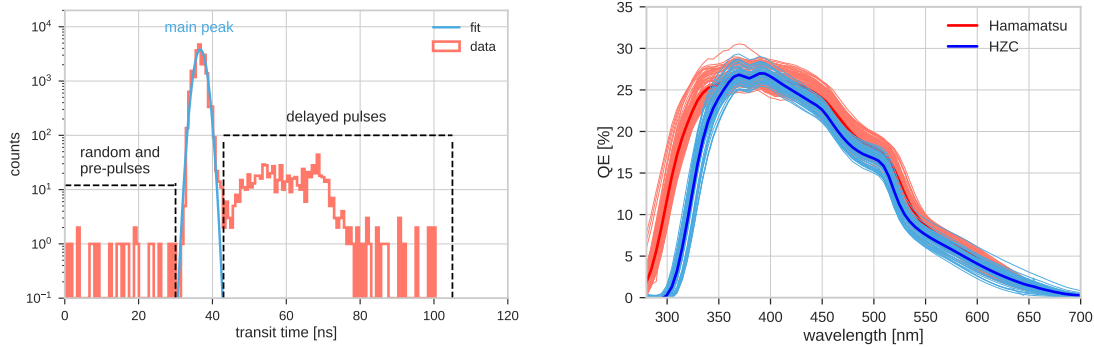 main peak
fit
data
delayed pulses
random and
pre-pulses
counts
10⁴
10³
10²
10¹
10⁰
10⁻¹
0 20 40 60 80 100 120
transit time [ns]
Hamamatsu
HZC
QE [%]
35
30
25
20
15
10
5
0
300 350 400 450 500 550 600 650 700
wavelength [nm]